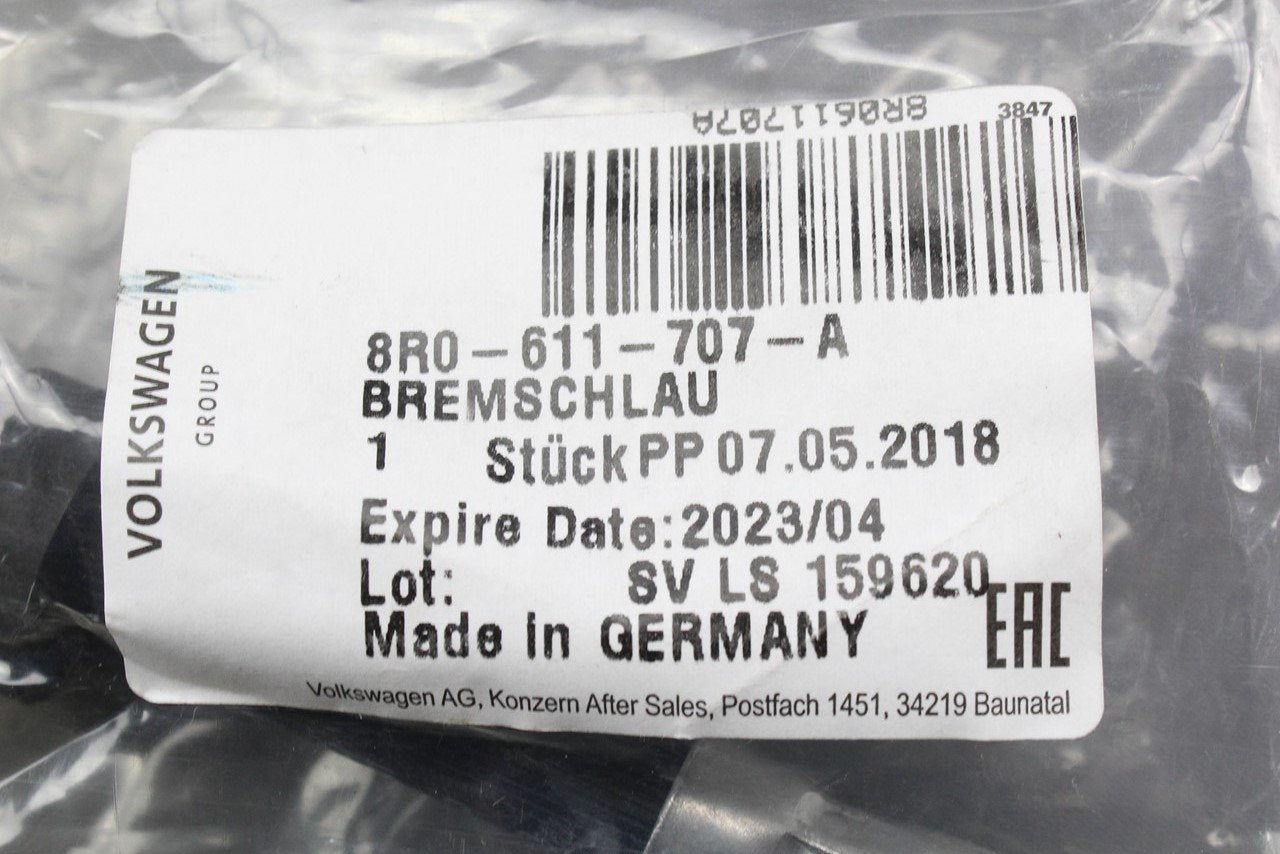 8R0611707A
3847
VOLKSWAGEN
GROUP
8R0-611-707-A
BREMSCHLAU
1 Stück PP 07.05.2018
Expire Date:2023/04
Lot: SV LS 159620
EAC
Made in GERMANY
Volkswagen AG, Konzern After Sales, Postfach 1451, 34219 Baunatal